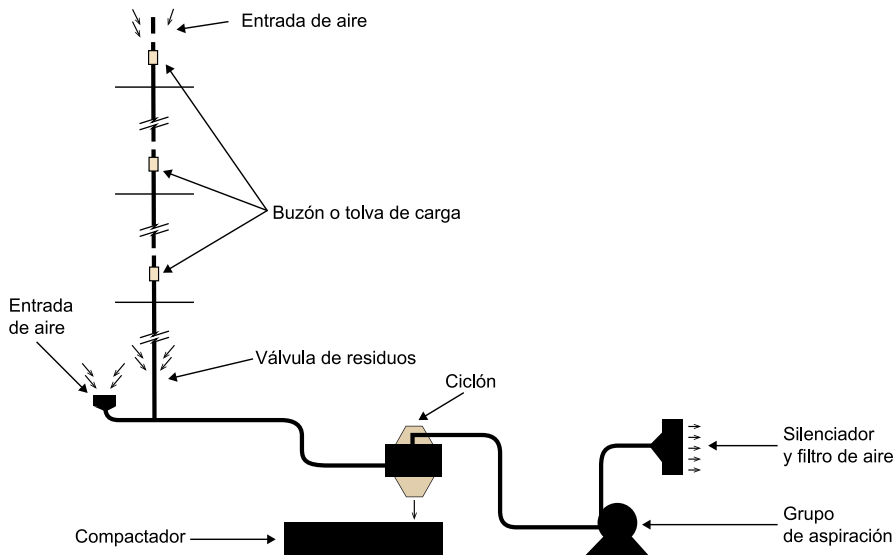 Entrada de aire
Buzón o tolva de carga
Entrada
de aire
Válvula de residuos
Ciclón
Silenciador
y filtro de aire
Compactador
Grupo
de aspiración